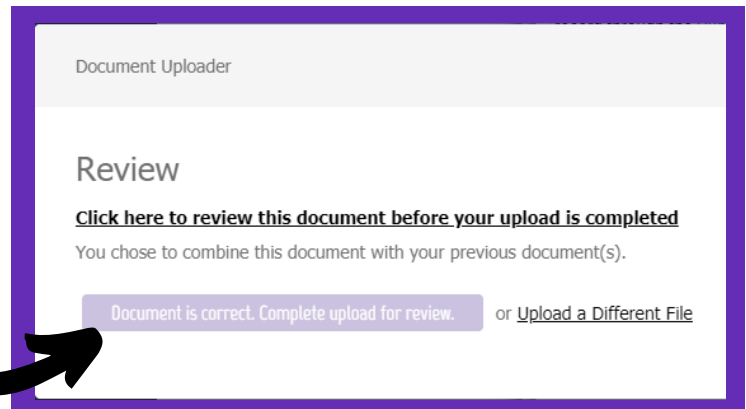 Document Uploader
Review
Click here to review this document before your upload is completed
You chose to combine this document with your previous document(s).
Document is correct. Complete upload for review. or Upload a Different File